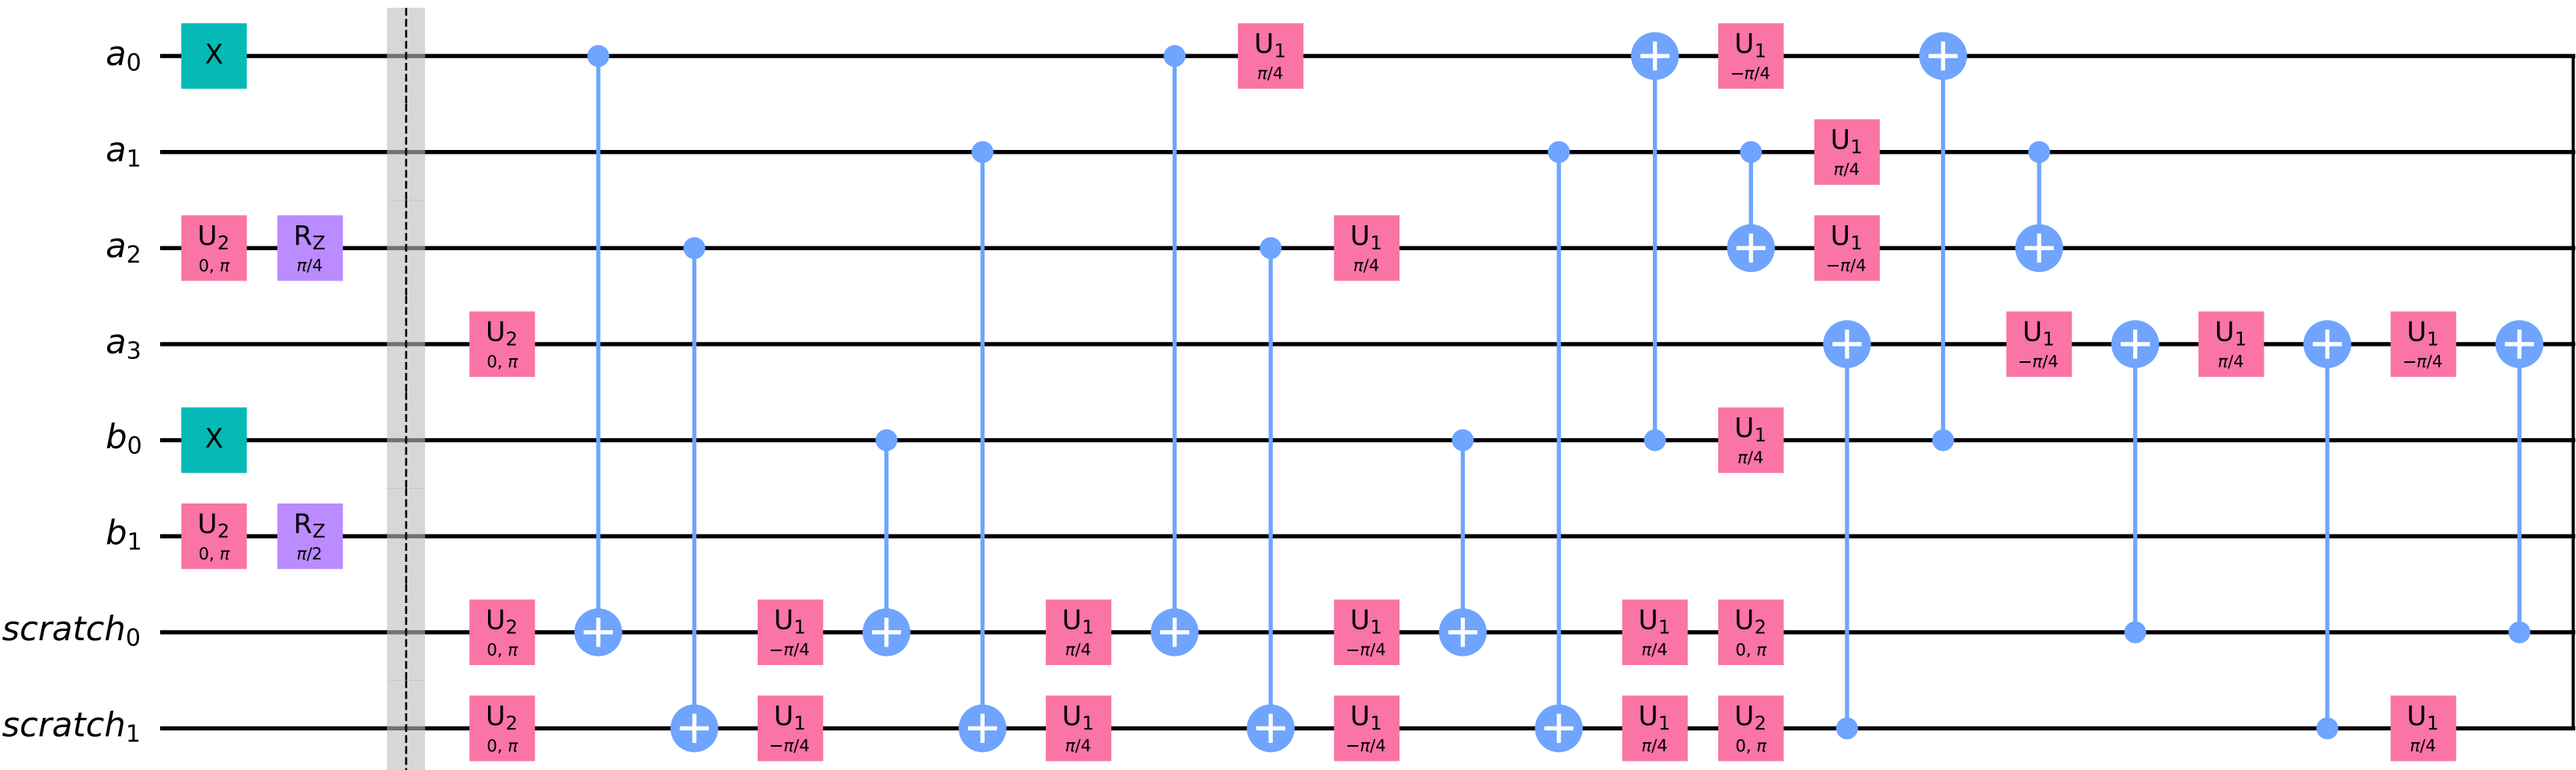 a0 X U1 π/4 U1 −π/4
a1 U1 π/4
a2 U2 0, π RZ π/4 U1 π/4 U1 −π/4
a3 U2 0, π U1 −π/4 U1 π/4 U1 −π/4
b0 X U1 π/4
b1 U2 0, π RZ π/2
scratch0 U2 0, π U1 −π/4 U1 π/4 U1 −π/4 U1 π/4 U2 0, π
scratch1 U2 0, π U1 −π/4 U1 π/4 U1 −π/4 U1 π/4 U2 0, π U1 π/4